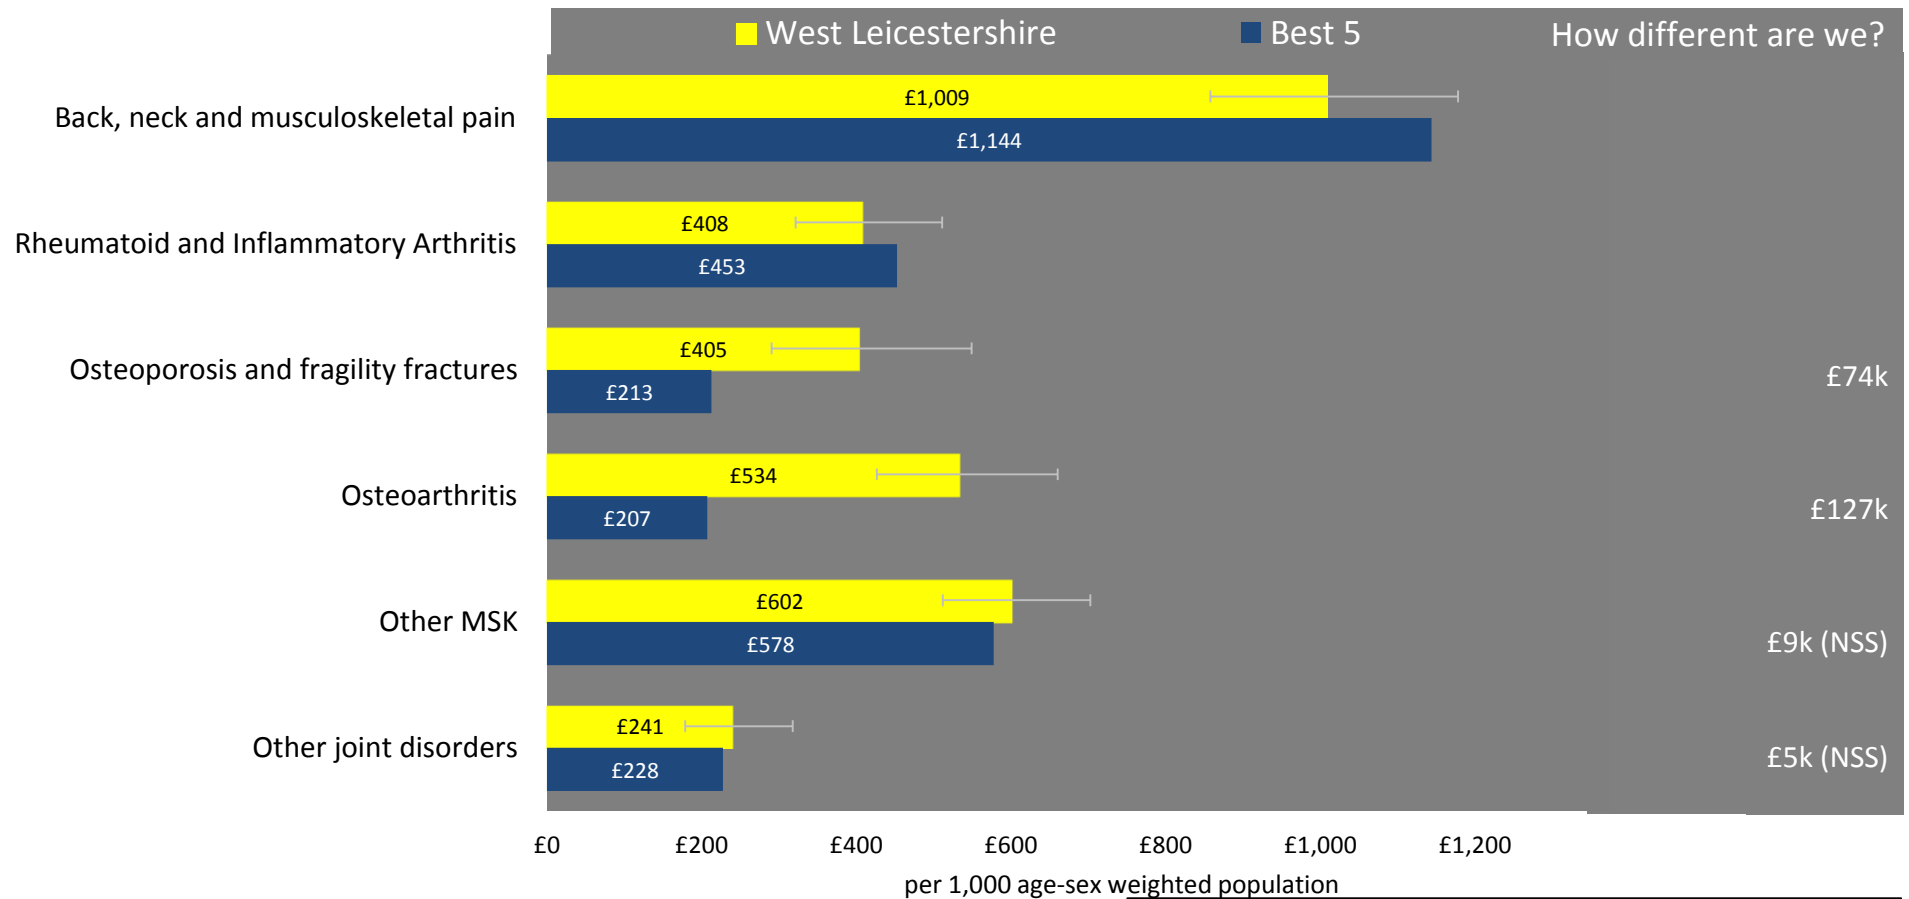 West Leicestershire Best 5 How different are we?
Back, neck and musculoskeletal pain £1,009
£1,144
Rheumatoid and Inflammatory Arthritis £408
£453
Osteoporosis and fragility fractures £405
£213
£74k
Osteoarthritis £534
£207
£127k
Other MSK £602
£578
£9k (NSS)
Other joint disorders £241
£228
£5k (NSS)
£0 £200 £400 £600 £800 £1,000 £1,200
per 1,000 age-sex weighted population